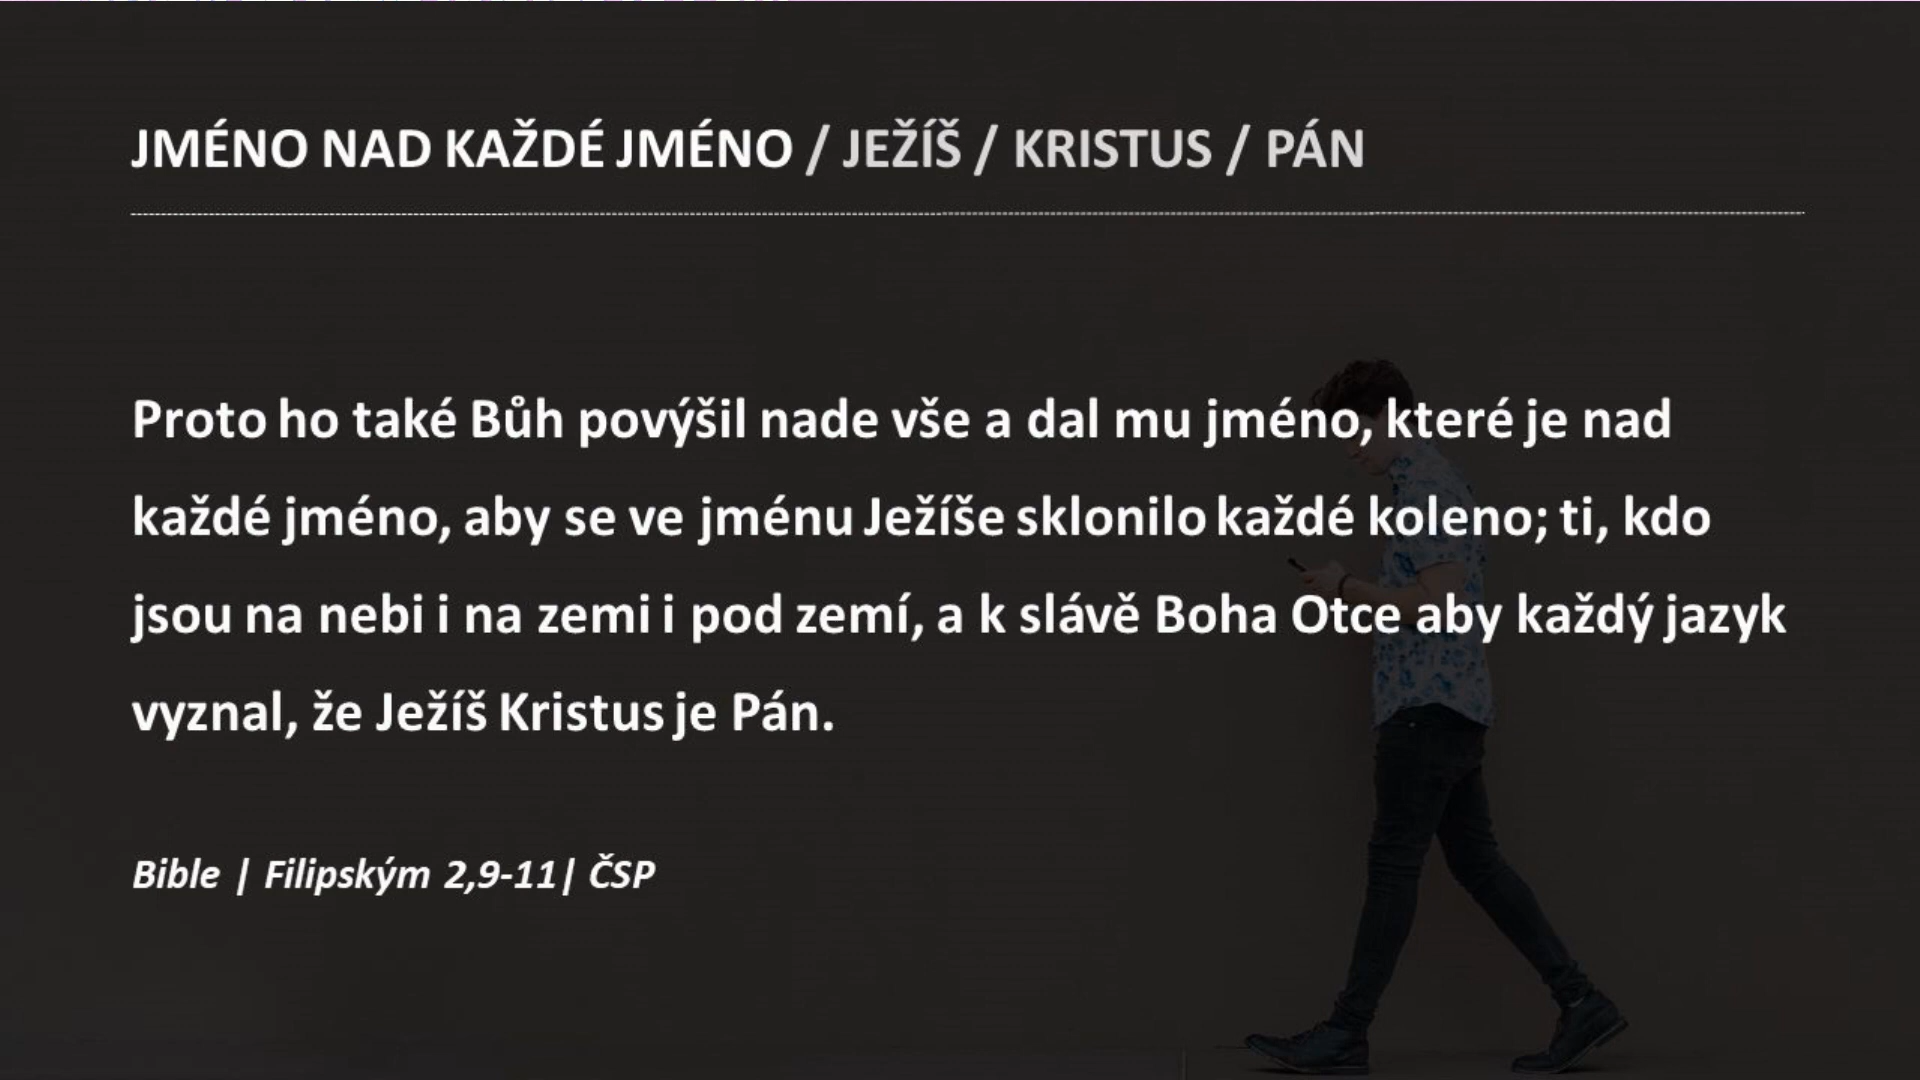 JMÉNO NAD KAŽDÉ JMÉNO / JEŽÍŠ / KRISTUS / PÁN
Proto ho také Bůh povýšil nade vše a dal mu jméno, které je nad
každé jméno, aby se ve jménu Ježíše sklonilo každé koleno; ti, kdo
jsou na nebi i na zemi i pod zemí, a k slávě Boha Otce aby každý jazyk
vyznal, že Ježíš Kristus je Pán.
Bible | Filipským 2,9-11| ČSP